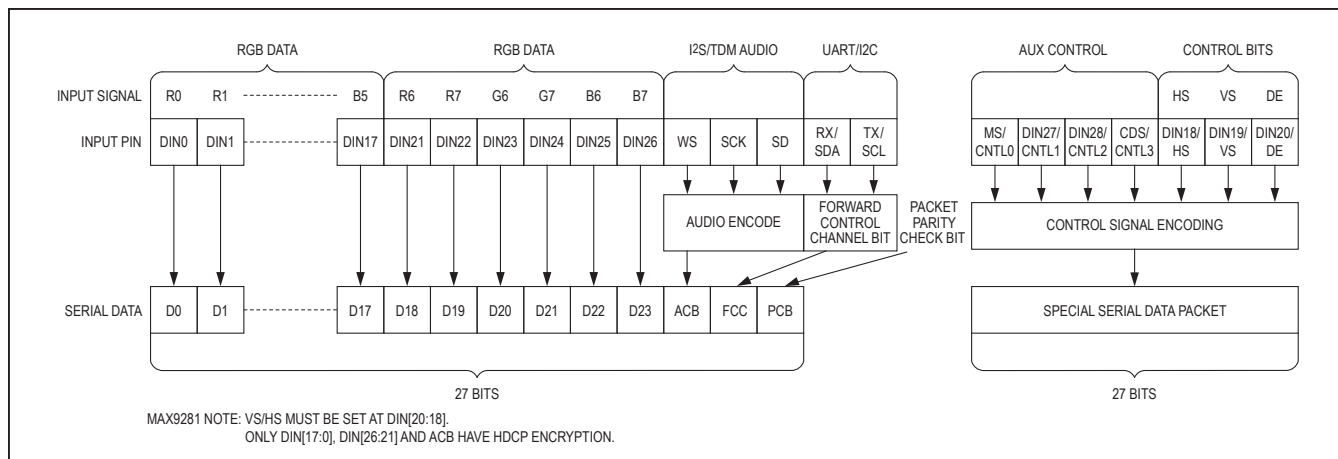 RGB DATA RGB DATA I²S/TDM AUDIO UART/I2C AUX CONTROL CONTROL BITS
INPUT SIGNAL R0 R1 B5 R6 R7 G6 G7 B6 B7 HS VS DE
INPUT PIN DIN0 DIN1 DIN17 DIN21 DIN22 DIN23 DIN24 DIN25 DIN26 WS SCK SD RX/ SDA TX/ SCL MS/ CNTL0 DIN27/ CNTL1 DIN28/ CNTL2 CDS/ CNTL3 DIN18/ HS DIN19/ VS DIN20/ DE
AUDIO ENCODE
FORWARD
CONTROL
CHANNEL BIT
PACKET
PARITY
CHECK BIT
CONTROL SIGNAL ENCODING
SERIAL DATA D0 D1 D17 D18 D19 D20 D21 D22 D23 ACB FCC PCB SPECIAL SERIAL DATA PACKET
27 BITS 27 BITS
MAX9281 NOTE: VS/HS MUST BE SET AT DIN[20:18].
ONLY DIN[17:0], DIN[26:21] AND ACB HAVE HDCP ENCRYPTION.